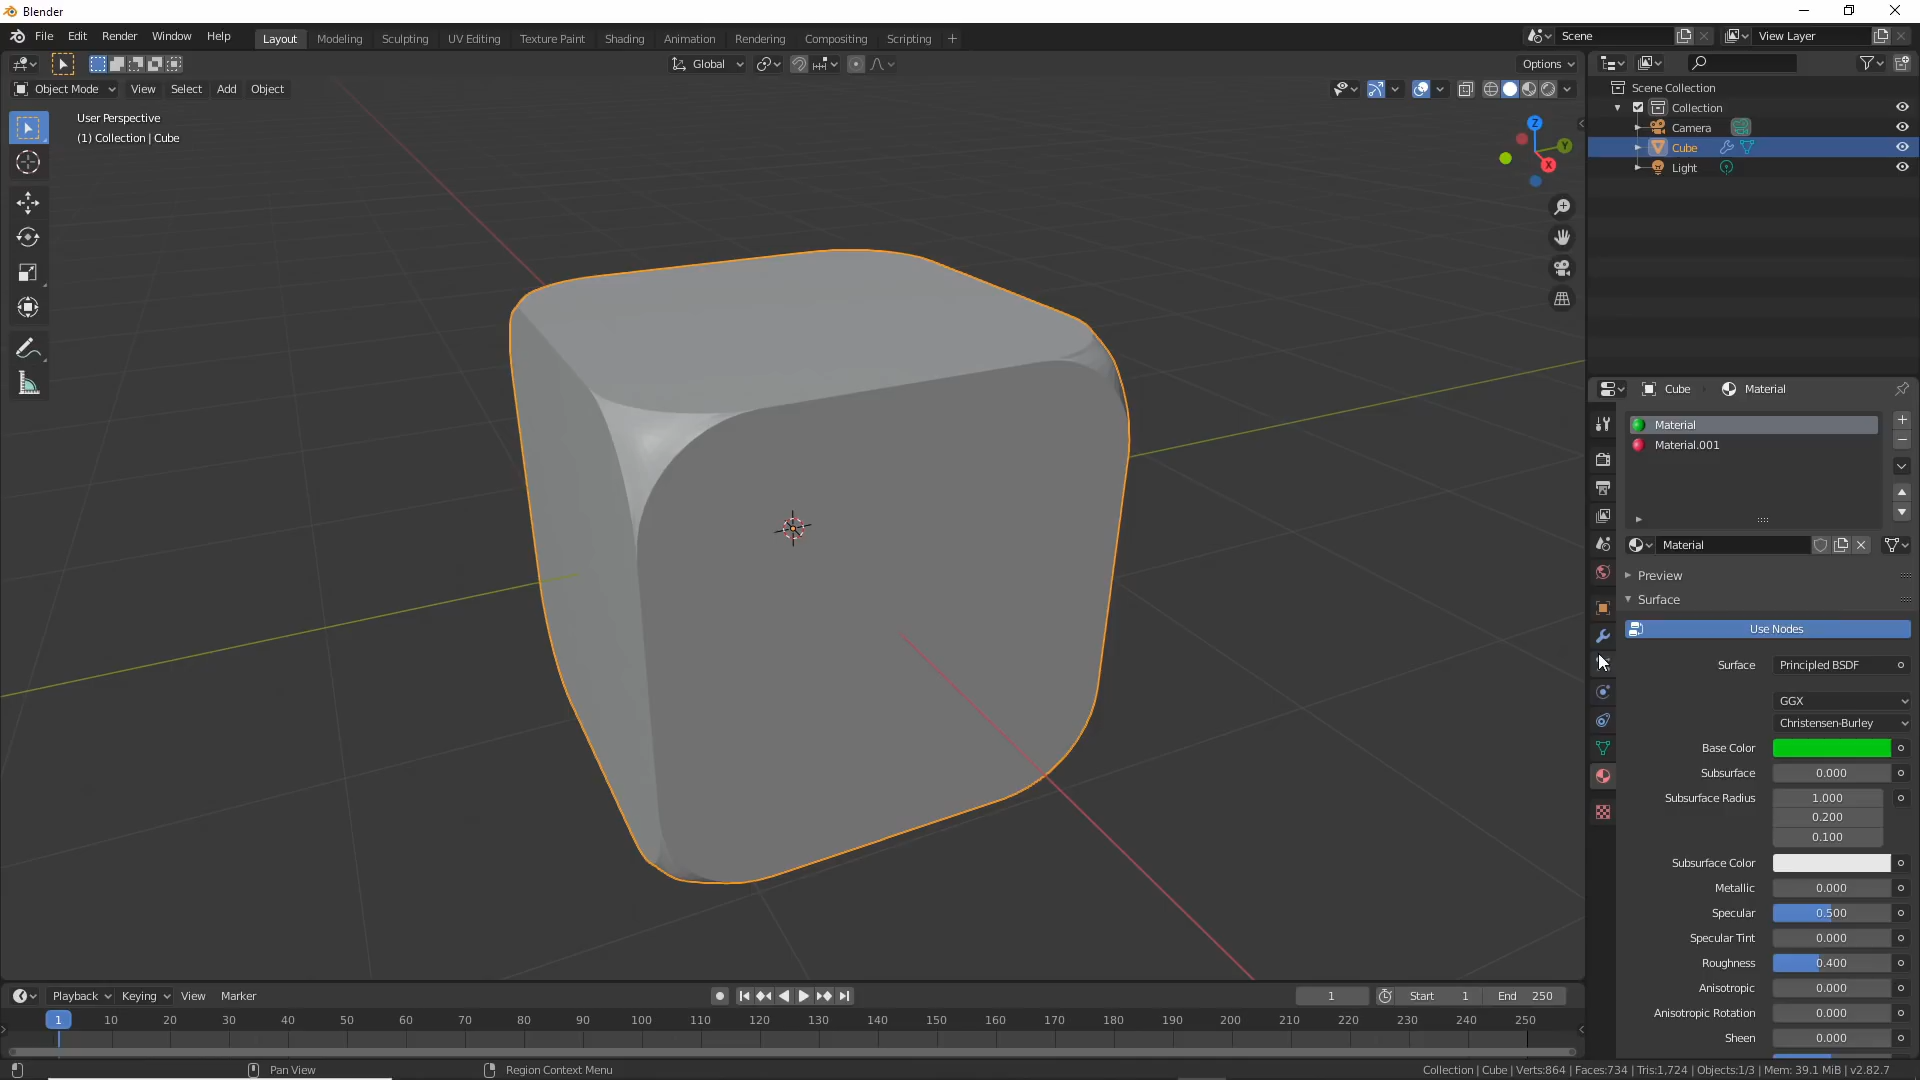 Blender
File Edit Render Window Help
Layout Modeling Sculpting UV Editing Texture Paint Shading Animation Rendering Compositing Scripting +
Scene
View Layer
Global
Options
Object Mode View Select Add Object
User Perspective
(1) Collection | Cube
Z
Y
X
Scene Collection
Collection
Camera
Cube
Light
Cube Material
Material
Material.001
Material
Preview
Surface
Use Nodes
Surface Principled BSDF
GGX
Christensen-Burley
Base Color
Subsurface 0.000
Subsurface Radius 1.000
0.200
0.100
Subsurface Color
Metallic 0.000
Specular 0.500
Specular Tint 0.000
Roughness 0.400
Anisotropic 0.000
Anisotropic Rotation 0.000
Sheen 0.000
Playback Keying View Marker
1 Start 1 End 250
1 10 20 30 40 50 60 70 80 90 100 110 120 130 140 150 160 170 180 190 200 210 220 230 240 250
Pan View
Region Context Menu
Collection | Cube | Verts:864 | Faces:734 | Tris:1,724 | Objects:1/3 | Mem: 39.1 MiB | v2.82.7